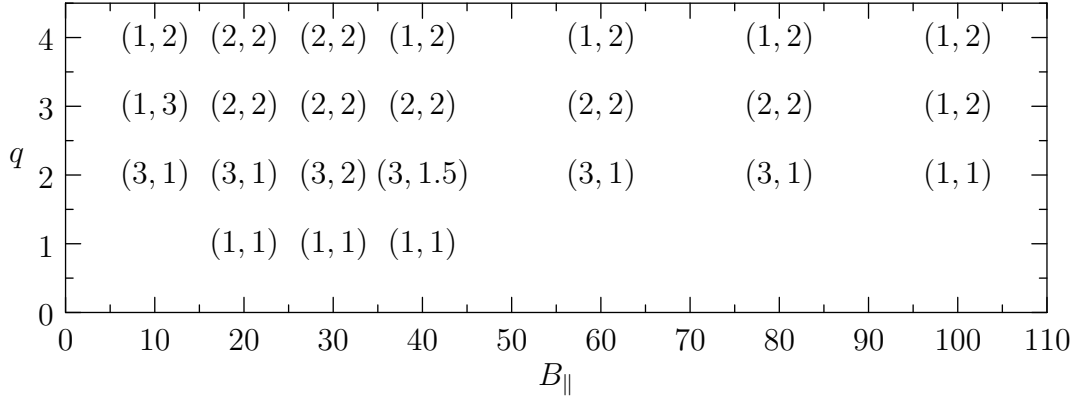 4 (1, 2) (2, 2) (2, 2) (1, 2) (1, 2) (1, 2) (1, 2)
3 (1, 3) (2, 2) (2, 2) (2, 2) (2, 2) (2, 2) (1, 2)
q
2 (3, 1) (3, 1) (3, 2) (3, 1.5) (3, 1) (3, 1) (1, 1)
1 (1, 1) (1, 1) (1, 1)
0
0 10 20 30 40 50 60 70 80 90 100 110
B∥